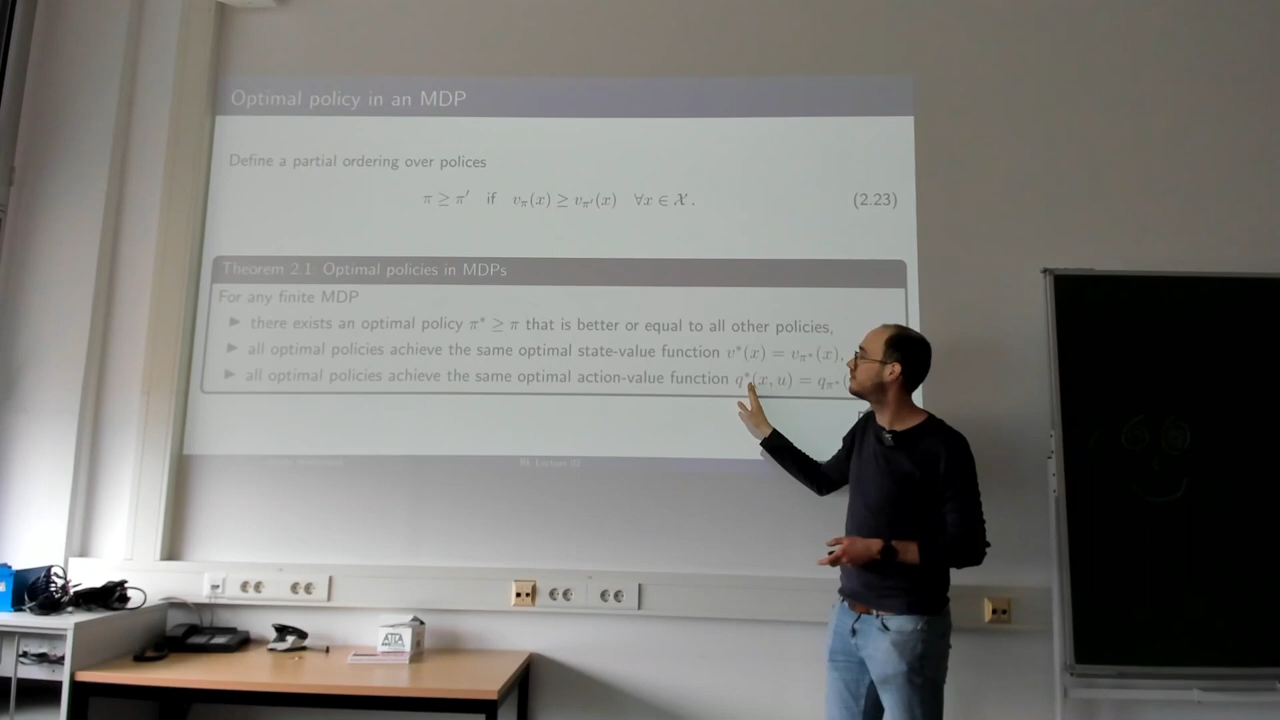 Optimal policy in an MDP
Define a partial ordering over polices
π ≥ π′ if v_π(x) ≥ v_π′(x) ∀x ∈ 𝒳. (2.23)
Theorem 2.1: Optimal policies in MDPs
For any finite MDP
▶ there exists an optimal policy π* ≥ π that is better or equal to all other policies,
▶ all optimal policies achieve the same optimal state-value function v*(x) = v_π*(x),
▶ all optimal policies achieve the same optimal action-value function q*(x, u) = q_π*(
RL Lecture 02